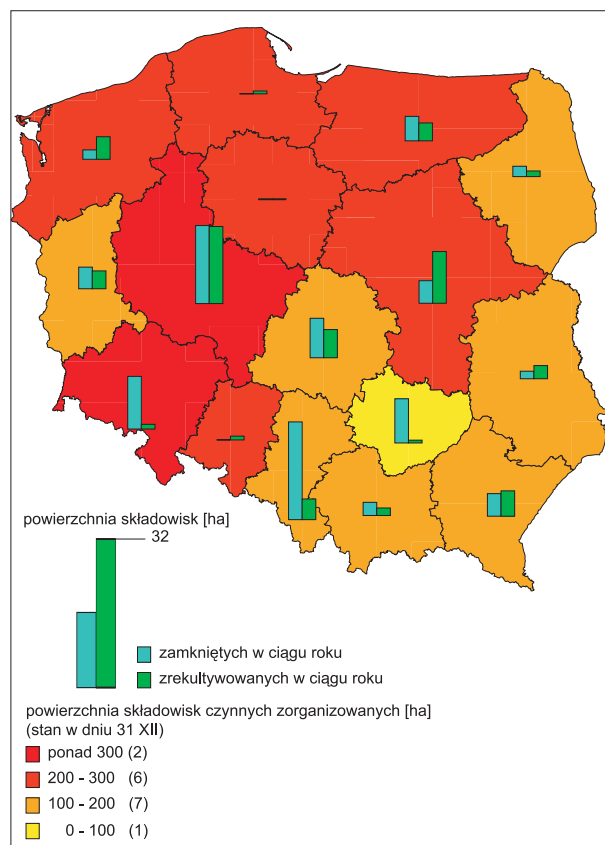 powierzchnia składowisk [ha]
32
zamkniętych w ciągu roku
zrekultywowanych w ciągu roku
powierzchnia składowisk czynnych zorganizowanych [ha]
(stan w dniu 31 XII)
ponad 300 (2)
200 - 300 (6)
100 - 200 (7)
0 - 100 (1)